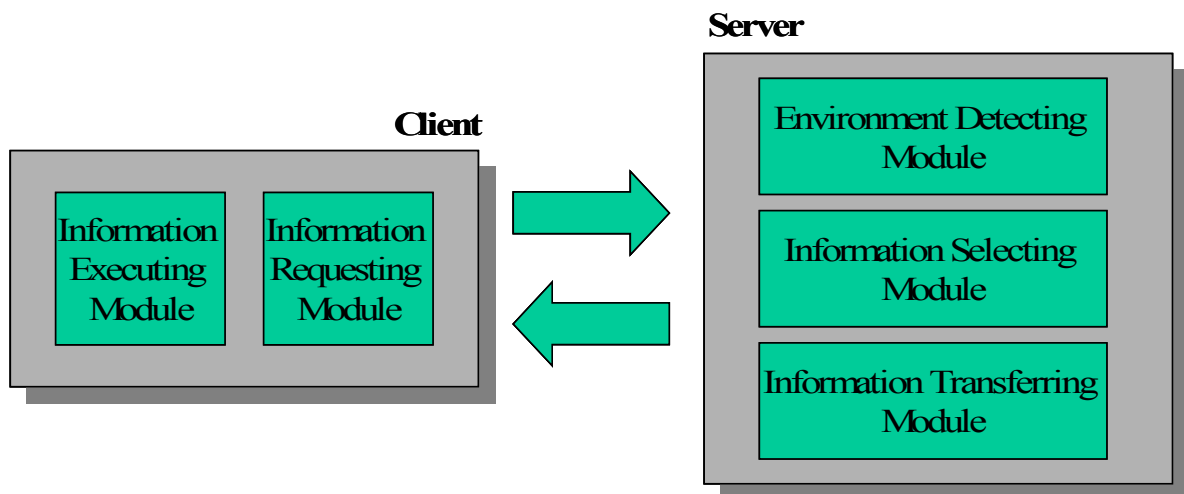 Client
Information
Executing
Module
Information
Requesting
Module
Server
Environment Detecting
Module
Information Selecting
Module
Information Transferring
Module